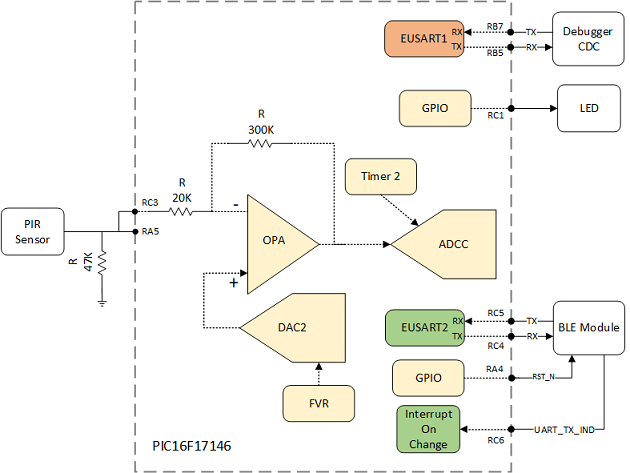 EUSART1
RX
TX
RB7
RB5
TX
RX
Debugger
CDC
GPIO
RC1
LED
R
300K
Timer 2
R
20K
RC3
RA5
PIR
Sensor
R
47K
-
+
OPA
ADCC
DAC2
FVR
EUSART2
RX
TX
RC5
RC4
TX
RX
BLE Module
GPIO
RA4
RST_N
Interrupt
On
Change
RC6
UART_TX_IND
PIC16F17146